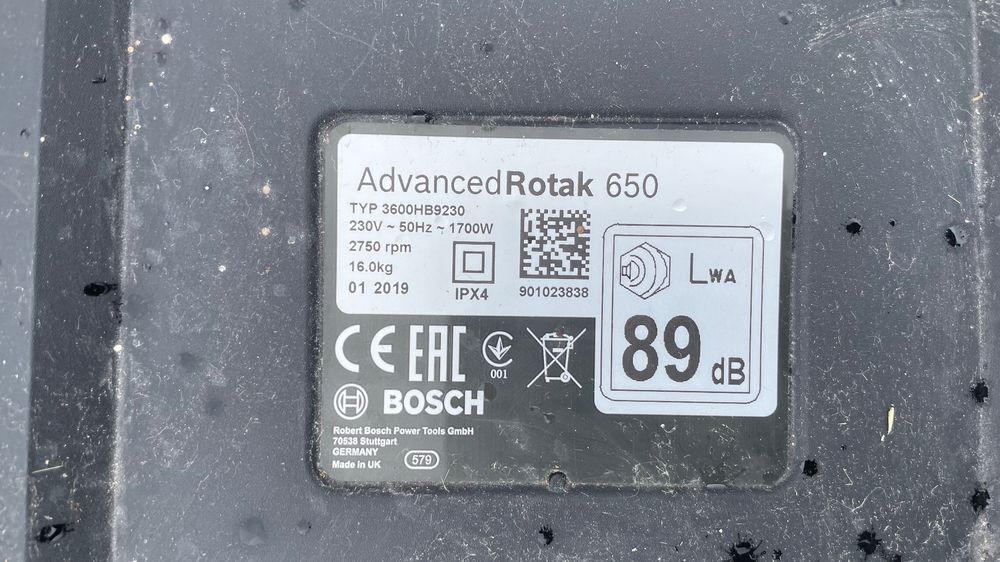 AdvancedRotak 650
TYP 3600HB9230
230V ~ 50Hz ~ 1700W
2750 rpm
16.0kg
01 2019
IPX4
901023838
LWA
89 dB
CE EAC
001
BOSCH
Robert Bosch Power Tools GmbH
70538 Stuttgart
GERMANY
Made in UK
579